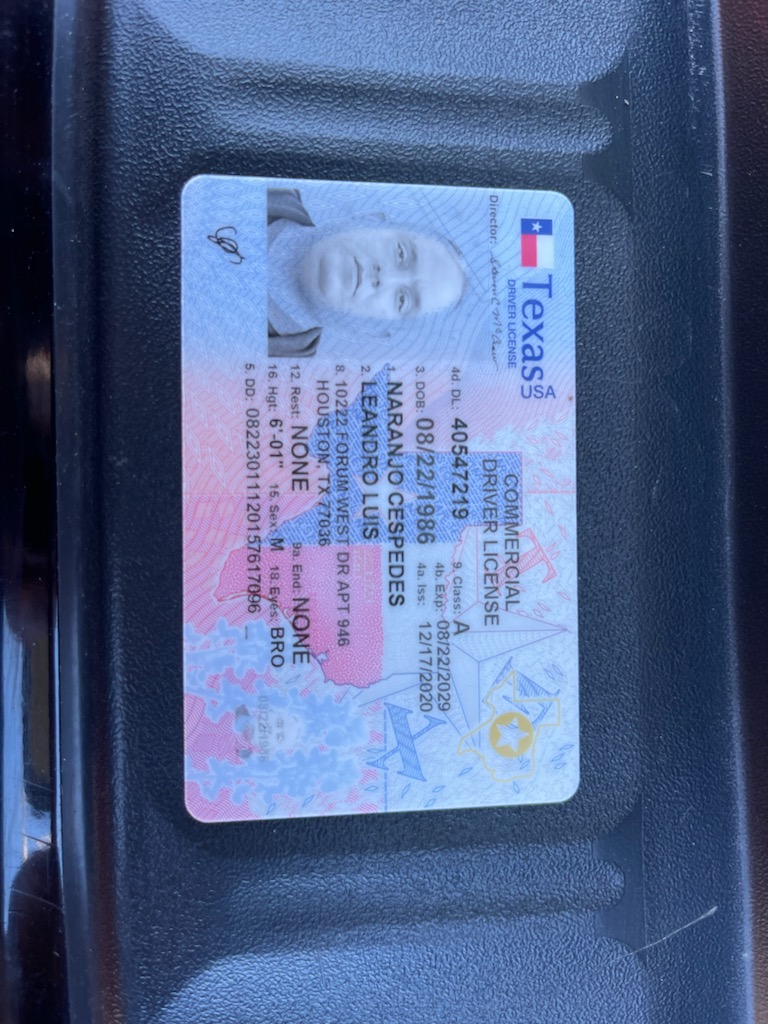 Texas USA
DRIVER LICENSE
Director:
COMMERCIAL
DRIVER LICENSE
4d. DL: 40547219 9. Class: A
4b. Exp: 08/22/2029
3. DOB: 08/22/1986 4a. Iss: 12/17/2020
1. NARANJO CESPEDES
2. LEANDRO LUIS
8. 10222 FORUM WEST DR APT 946
HOUSTON, TX 77036
12. Rest: NONE 9a. End: NONE
16. Hgt: 6'-01" 15. Sex: M 18. Eyes: BRO
5. DD: 08223011120157617096